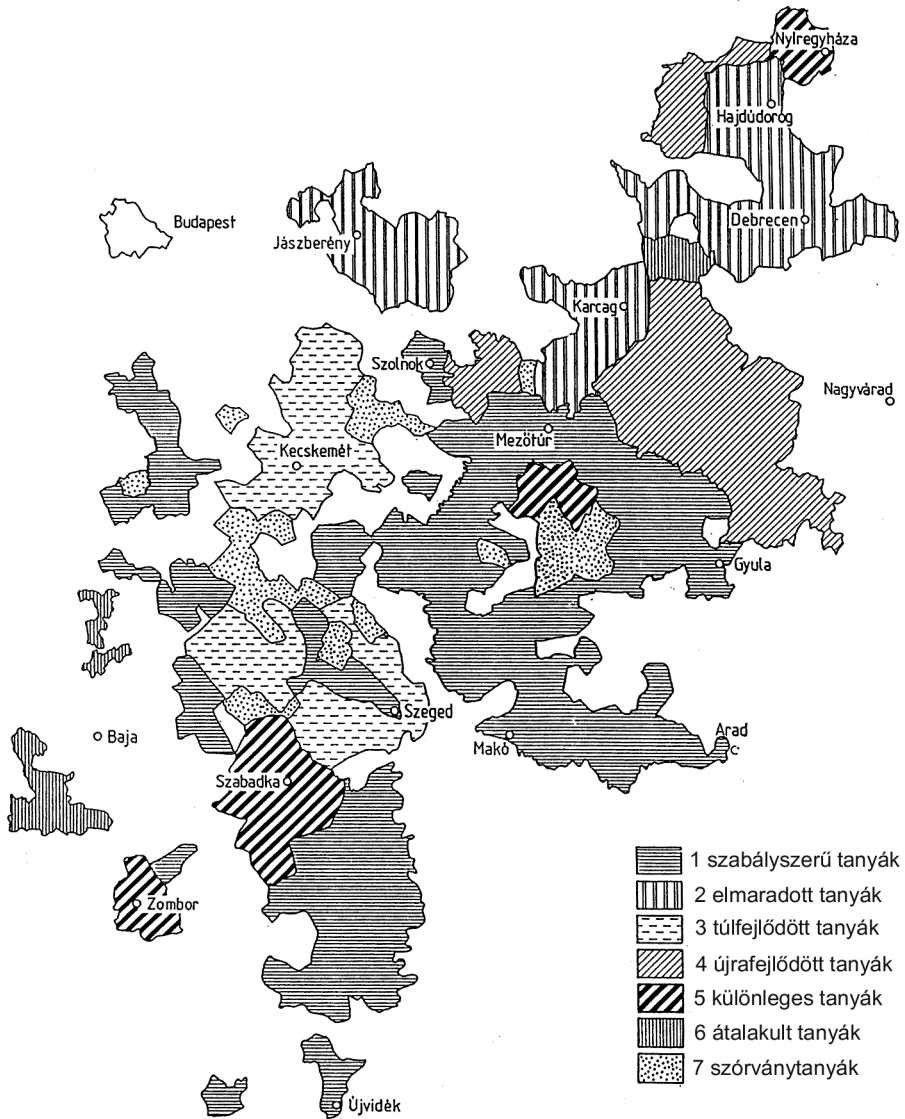 Nyíregyháza
Hajdúdorog
Budapest
Jászberény
Debrecen
Karcag
Szolnok
Nagyvárad
Mezőtúr
Kecskemét
Gyula
Szeged
Arad
Baja
Makó
Szabadka
Zombor
Újvidék
1 szabályszerű tanyák
2 elmaradott tanyák
3 túlfejlődött tanyák
4 újrafejlődött tanyák
5 különleges tanyák
6 átalakult tanyák
7 szórványtanyák